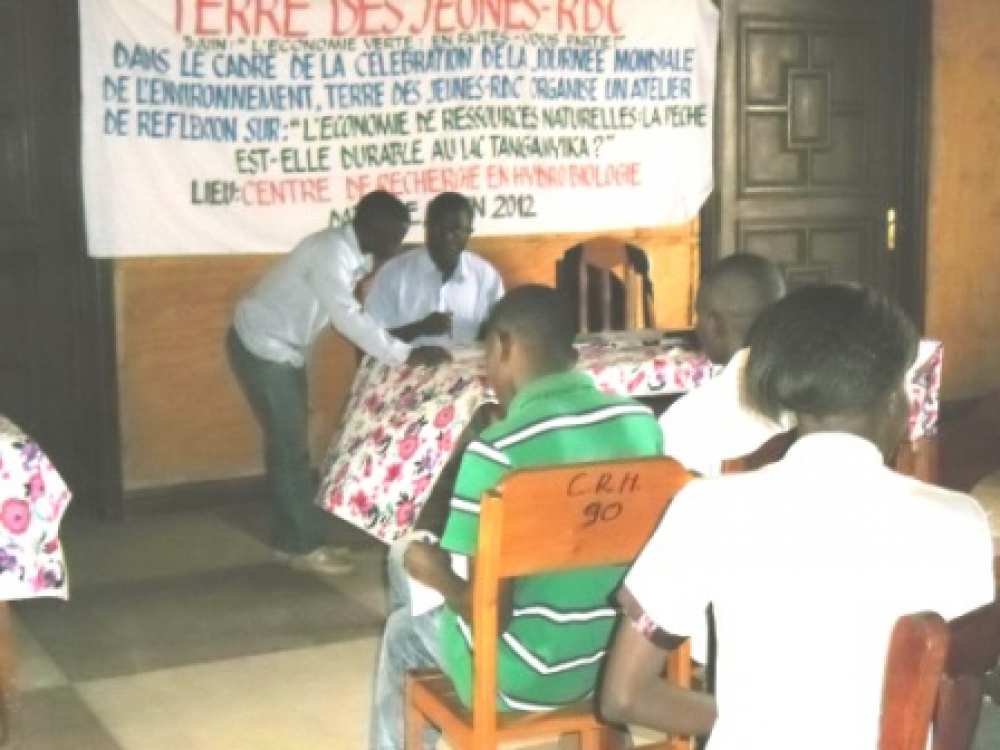 TERRE DES JEUNES-RDC
5 JUIN: "L'ECONOMIE VERTE: EN FAITES-VOUS PARTIE?"
DANS LE CADRE DE LA CELEBRATION DE LA JOURNEE MONDIALE
DE L'ENVIRONNEMENT, TERRE DES JEUNES-RDC ORGANISE UN ATELIER
DE REFLEXION SUR: "L'ECONOMIE DE RESSOURCES NATURELLES: LA PECHE
EST-ELLE DURABLE AU LAC TANGANYIKA?"
LIEU: CENTRE DE RECHERCHE EN HYDROBIOLOGIE
2012
C.R.H.
90